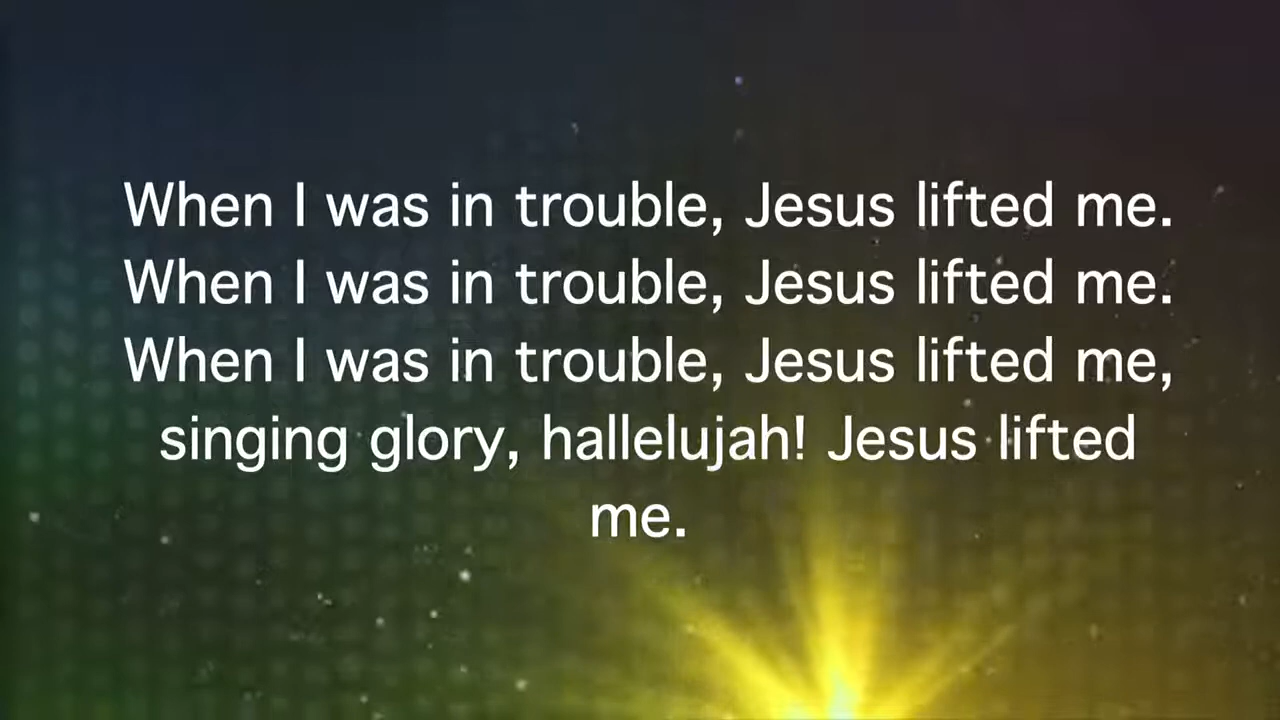 When I was in trouble, Jesus lifted me.
When I was in trouble, Jesus lifted me.
When I was in trouble, Jesus lifted me,
singing glory, hallelujah! Jesus lifted
me.